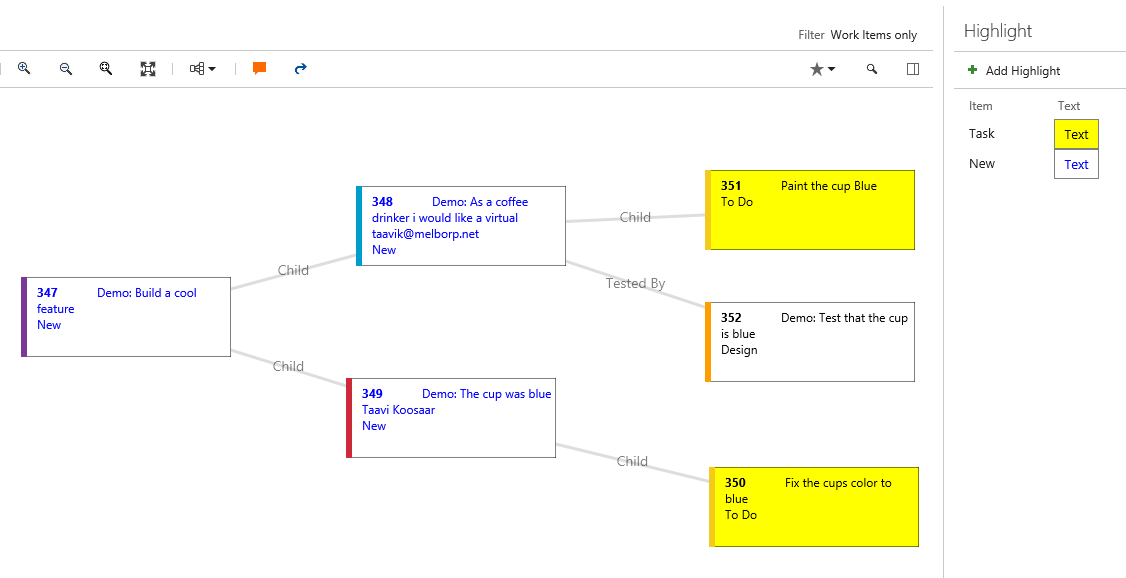 Filter Work Items only
Highlight
Add Highlight
Item Text
Task Text
New Text
347 Demo: Build a cool
feature
New
Child
Child
348 Demo: As a coffee
drinker i would like a virtual
taavik@melborp.net
New
349 Demo: The cup was blue
Taavi Koosaar
New
Child
Tested By
Child
351 Paint the cup Blue
To Do
352 Demo: Test that the cup
is blue
Design
350 Fix the cups color to
blue
To Do